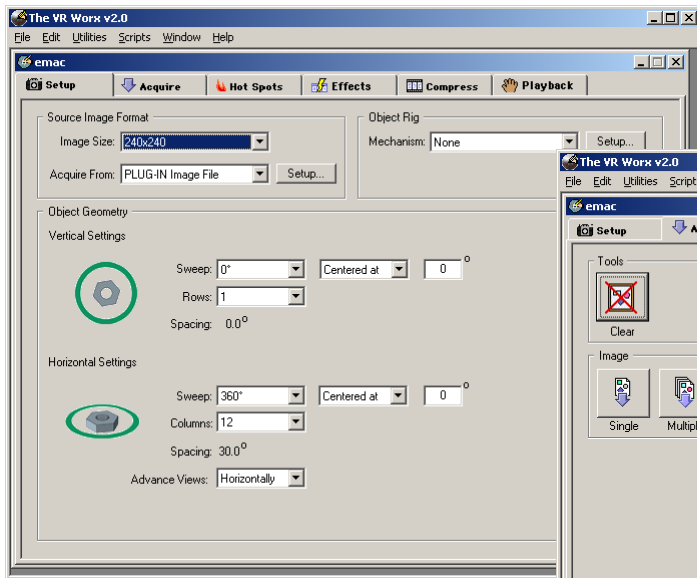 The VR Worx v2.0
File Edit Utilities Scripts Window Help
emac
Setup Acquire Hot Spots Effects Compress Playback
Source Image Format
Image Size: 240x240
Acquire From: PLUG-IN Image File Setup...
Object Rig
Mechanism: None Setup...
Object Geometry
Vertical Settings
Sweep: 0° Centered at 0 °
Rows: 1
Spacing: 0.0°
Horizontal Settings
Sweep: 360° Centered at 0 °
Columns: 12
Spacing: 30.0°
Advance Views: Horizontally
The VR Worx v2.0
File Edit Utilities Script
emac
Setup A
Tools
Clear
Image
Single Multipl